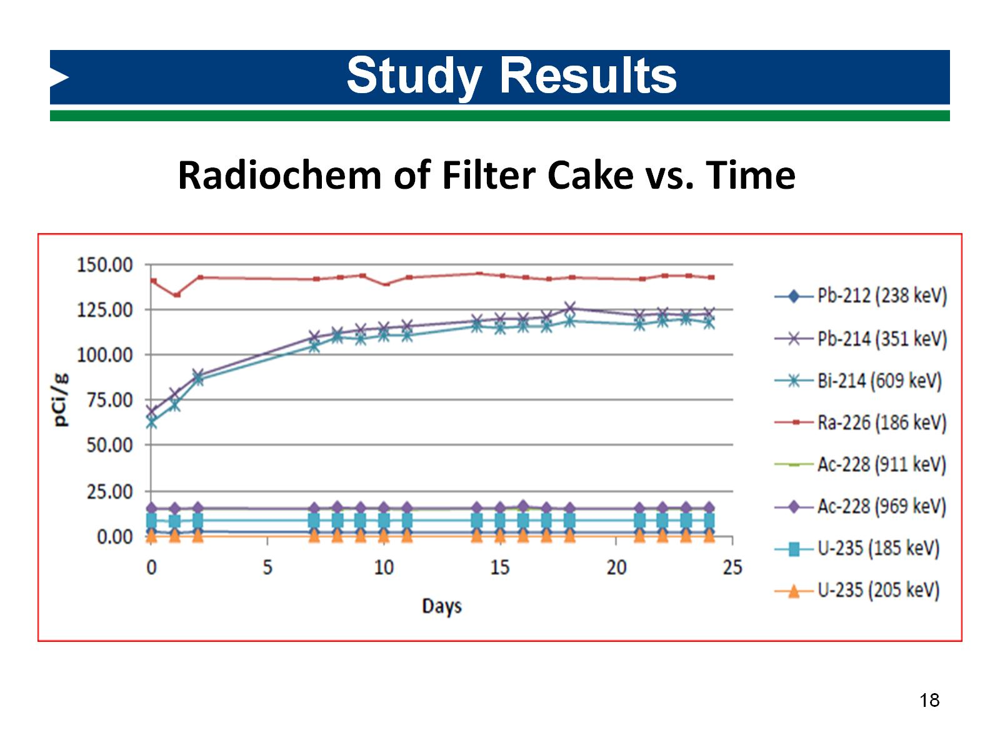 Study Results
Radiochem of Filter Cake vs. Time
150.00
125.00
100.00
75.00
50.00
25.00
0.00
pCi/g
0 5 10 15 20 25
Days
Pb-212 (238 keV)
Pb-214 (351 keV)
Bi-214 (609 keV)
Ra-226 (186 keV)
Ac-228 (911 keV)
Ac-228 (969 keV)
U-235 (185 keV)
U-235 (205 keV)
18